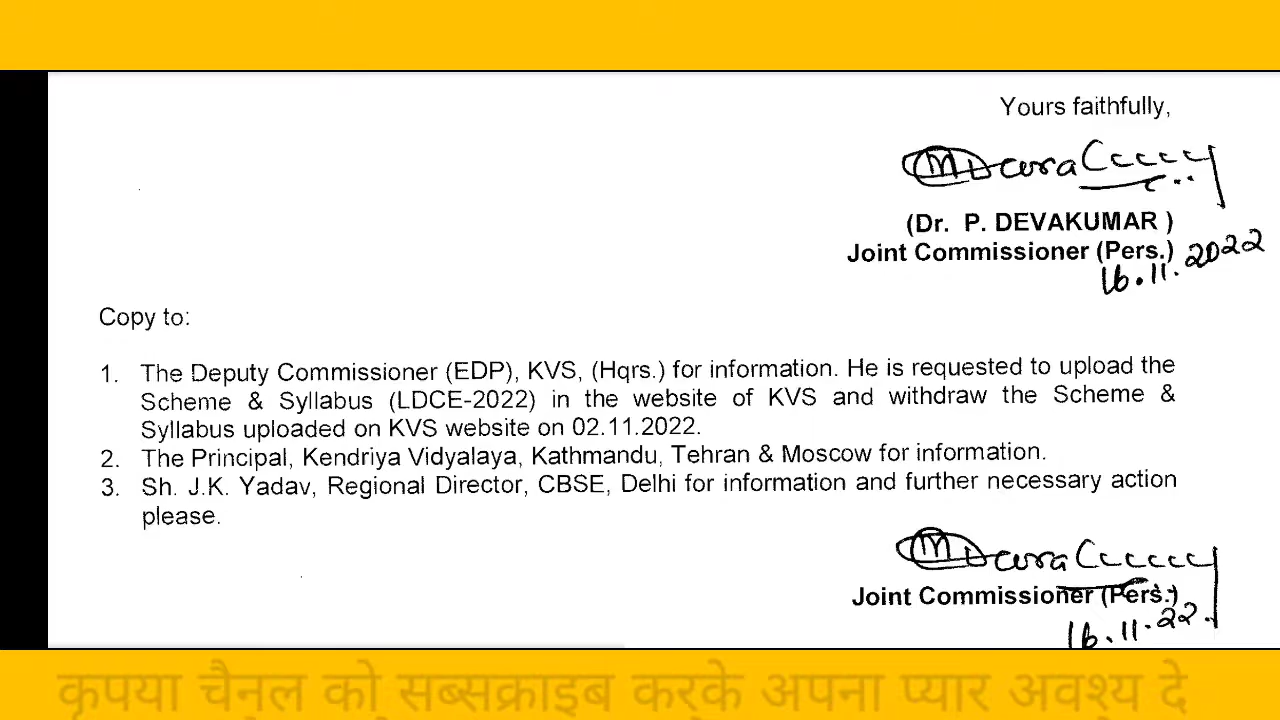 Yours faithfully,
(Dr. P. DEVAKUMAR )
Joint Commissioner (Pers.)
16.11.2022
Copy to:
1. The Deputy Commissioner (EDP), KVS, (Hqrs.) for information. He is requested to upload the
Scheme & Syllabus (LDCE-2022) in the website of KVS and withdraw the Scheme &
Syllabus uploaded on KVS website on 02.11.2022.
2. The Principal, Kendriya Vidyalaya, Kathmandu, Tehran & Moscow for information.
3. Sh. J.K. Yadav, Regional Director, CBSE, Delhi for information and further necessary action
please.
Joint Commissioner (Pers.)
16.11.22.
कृपया चैनल को सब्सक्राइब करके अपना प्यार अवश्य दे